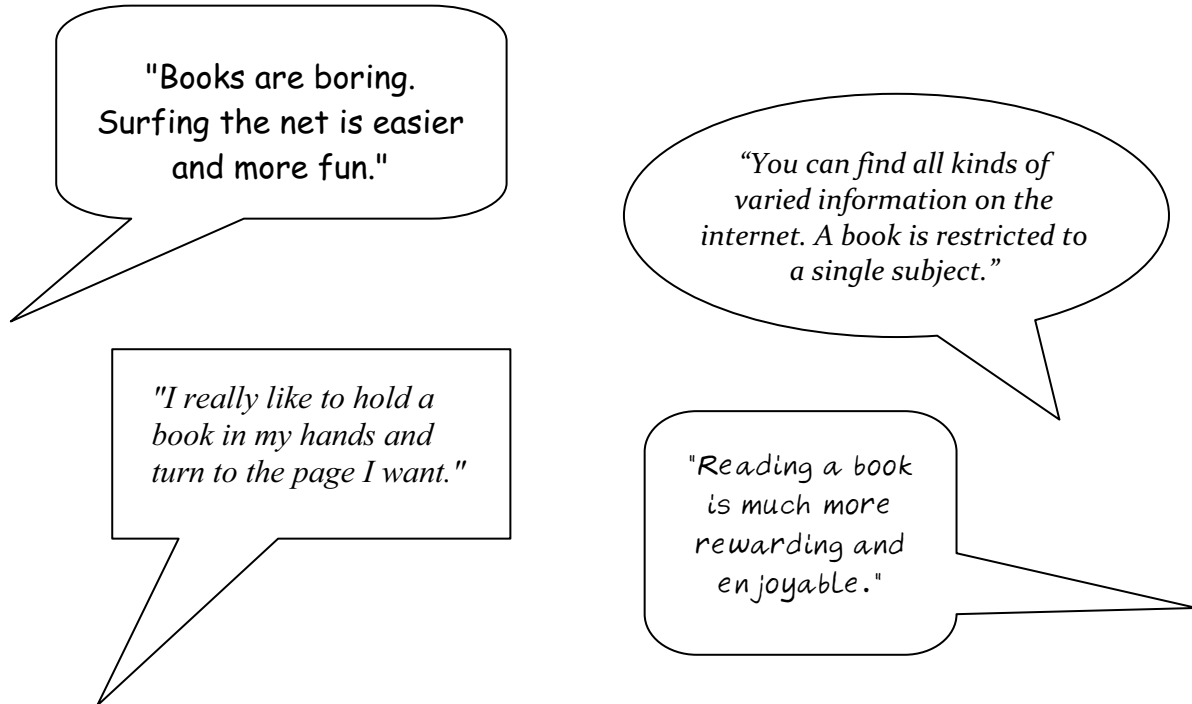 "Books are boring.
Surfing the net is easier
and more fun."
“You can find all kinds of
varied information on the
internet. A book is restricted to
a single subject.”
"I really like to hold a
book in my hands and
turn to the page I want."
"Reading a book
is much more
rewarding and
enjoyable."